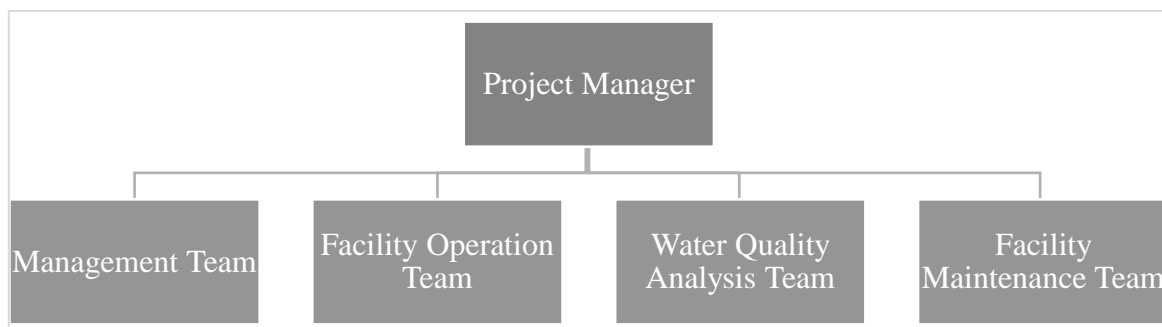 Project Manager
Management Team
Facility Operation
Team
Water Quality
Analysis Team
Facility
Maintenance Team